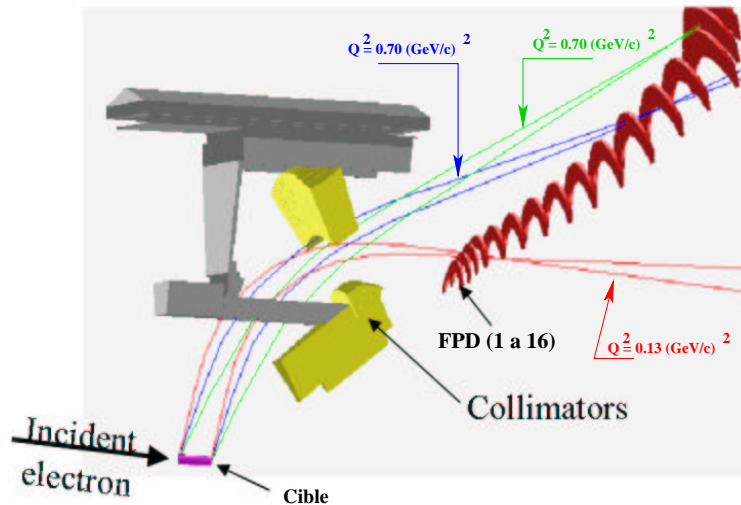 Q² = 0.70 (GeV/c)²
Q² = 0.70 (GeV/c)²
FPD (1 a 16)
Q² = 0.13 (GeV/c)²
Collimators
Incident
electron
Cible